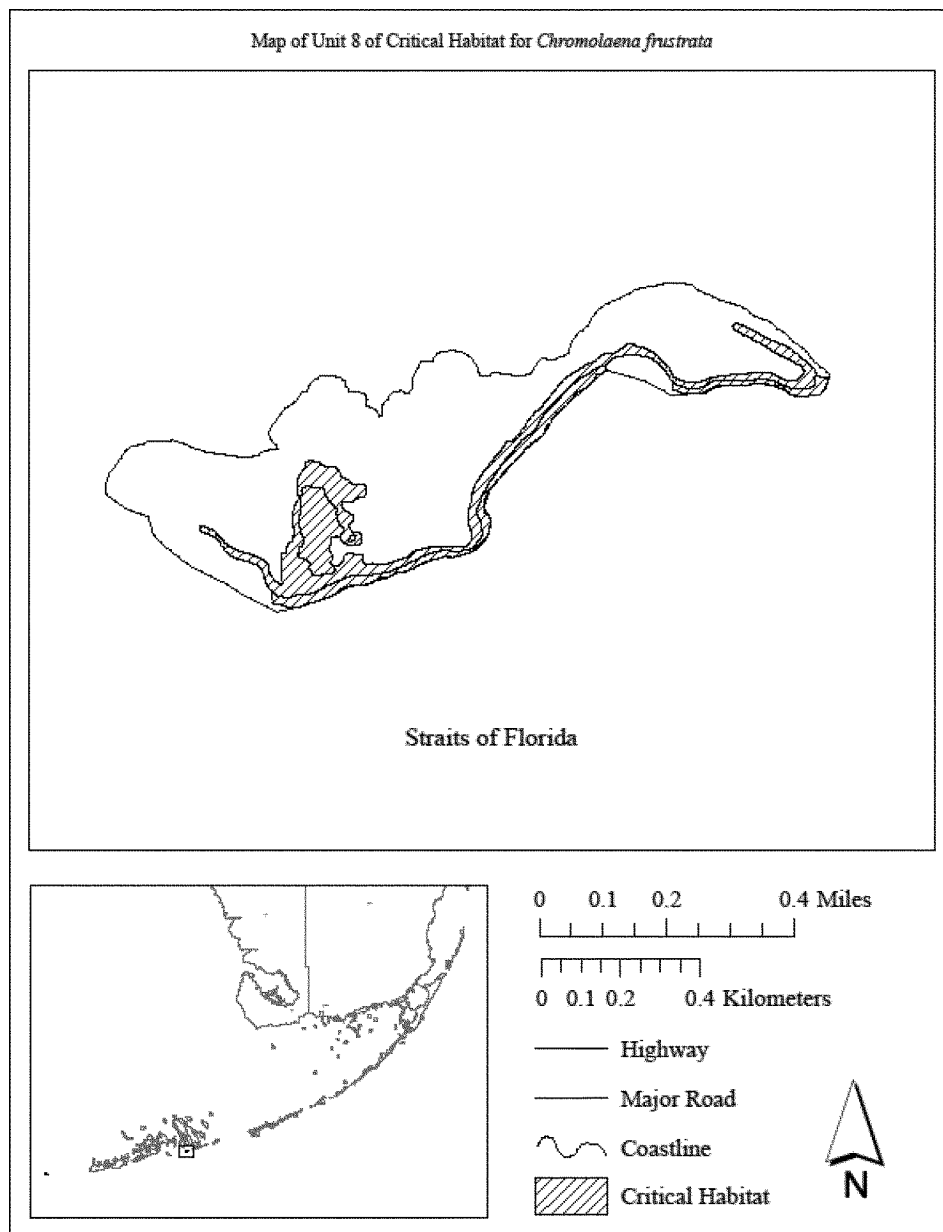 Map of Unit 8 of Critical Habitat for Chromolaena frustrata
Straits of Florida
0 0.1 0.2 0.4 Miles
0 0.1 0.2 0.4 Kilometers
Highway
Major Road
Coastline
Critical Habitat
N